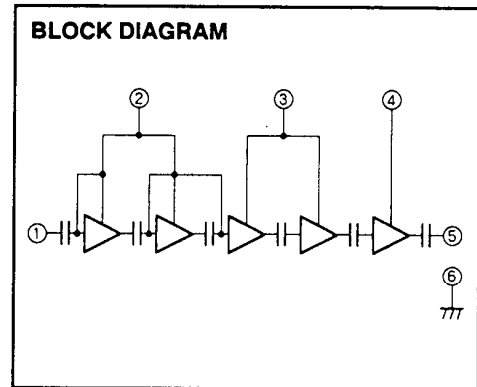 BLOCK DIAGRAM
② ③ ④
① ⑤
⑥